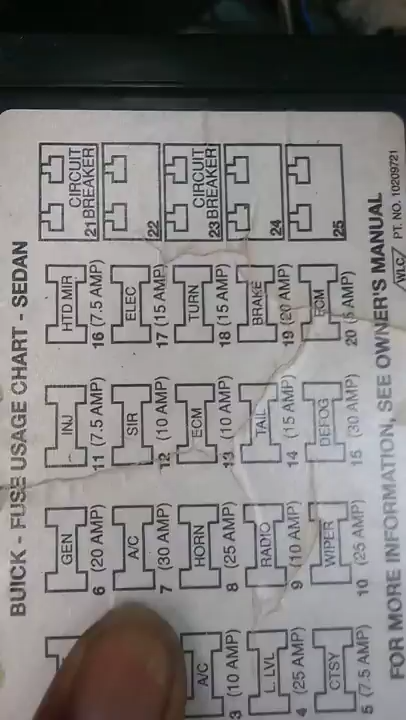 BUICK - FUSE USAGE CHART - SEDAN
GEN INJ HTD MIR CIRCUIT
6 (20 AMP) 11 (7.5 AMP) 16 (7.5 AMP) 21 BREAKER
A/C SIR ELEC
7 (30 AMP) 12 (10 AMP) 17 (15 AMP) 22
A/C HORN ECM TURN CIRCUIT
3 (10 AMP) 8 (25 AMP) 13 (10 AMP) 18 (15 AMP) 23 BREAKER
L. LVL RADIO TAIL BRAKE
4 (25 AMP) 9 (10 AMP) 14 (15 AMP) 19 (20 AMP) 24
CTSY WIPER DEFOG
5 (7.5 AMP) 10 (25 AMP) 15 (30 AMP) 20 (5 AMP) 25
FOR MORE INFORMATION, SEE OWNER'S MANUAL
WLC PT. NO. 10209721